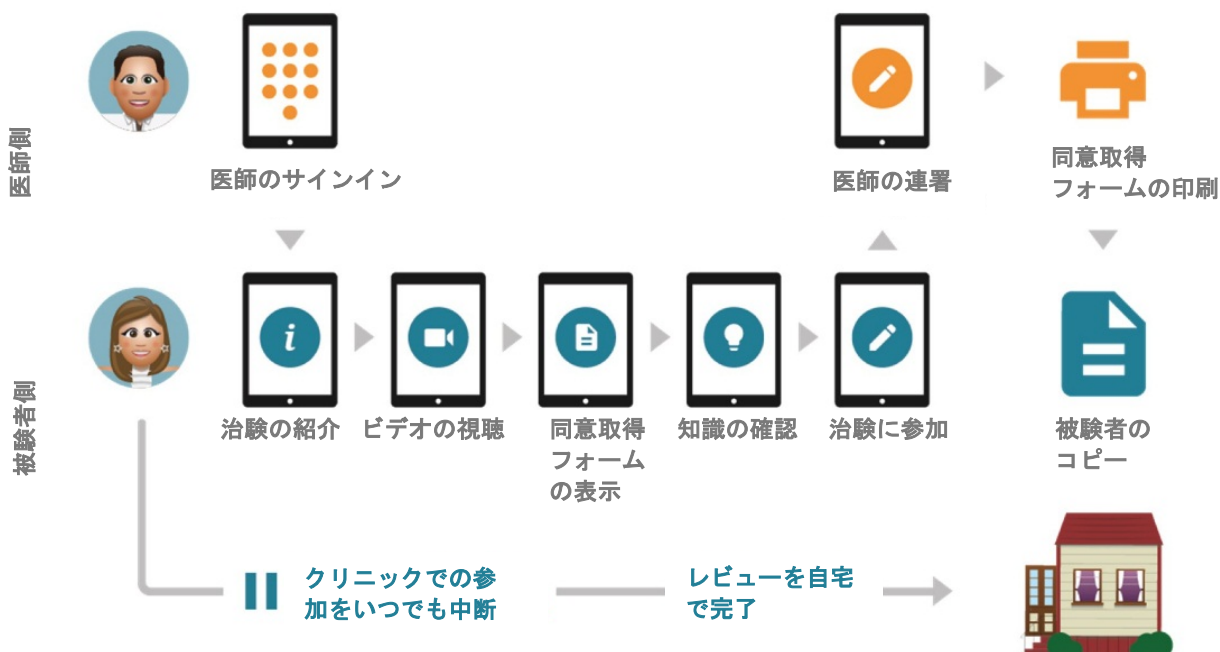 医師側
医師のサインイン
医師の連署
同意取得
フォームの印刷
被験者側
治験の紹介
ビデオの視聴
同意取得
フォーム
の表示
知識の確認
治験に参加
被験者の
コピー
クリニックでの参
加をいつでも中断
レビューを自宅
で完了